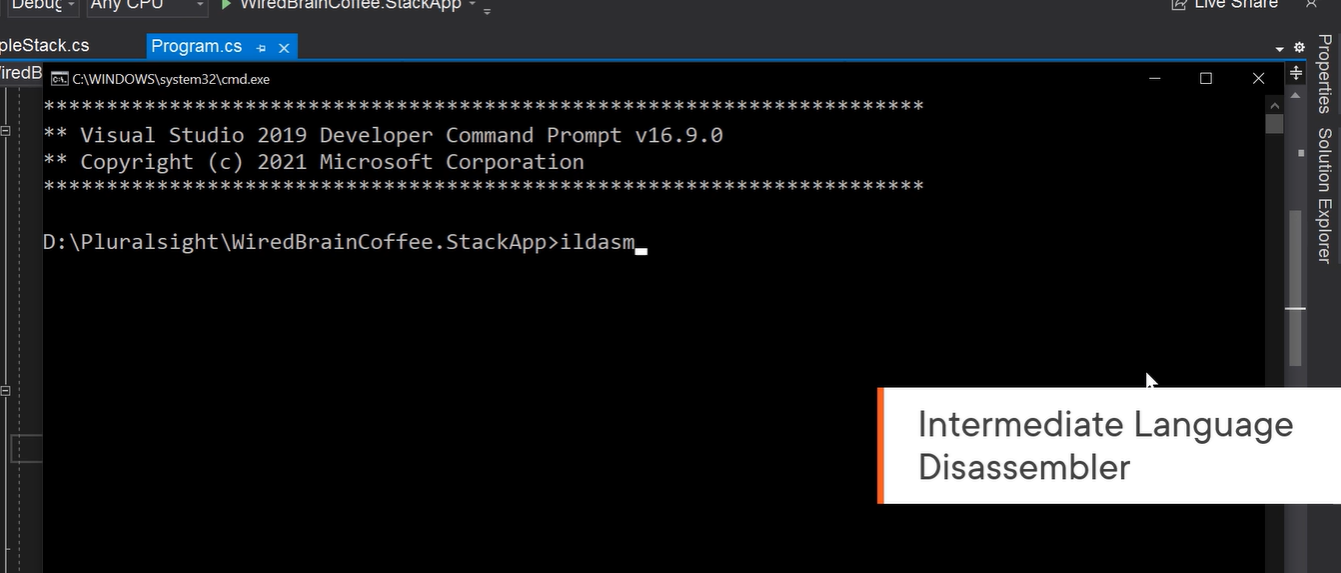 Debug Any CPU WiredBrainCoffee.StackApp Live Share
pleStack.cs Program.cs
iredB C:\WINDOWS\system32\cmd.exe
**********************************************************************
** Visual Studio 2019 Developer Command Prompt v16.9.0
** Copyright (c) 2021 Microsoft Corporation
**********************************************************************
D:\Pluralsight\WiredBrainCoffee.StackApp>ildasm
Intermediate Language
Disassembler
Properties
Solution Explorer